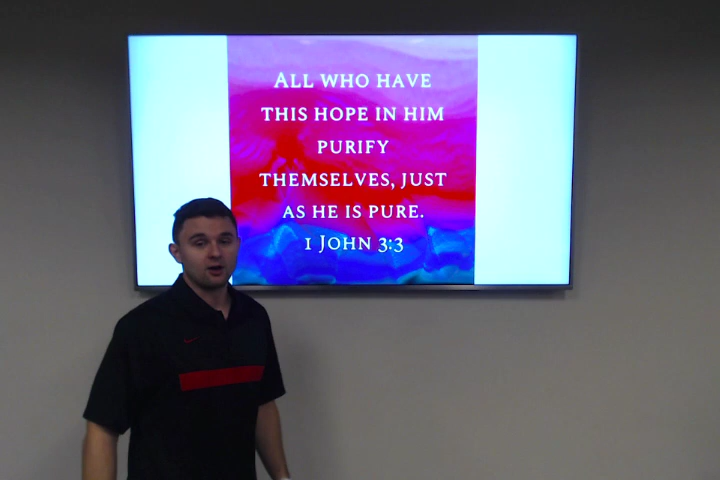 All who have
this hope in Him
purify
themselves, just
as he is pure.
1 John 3:3